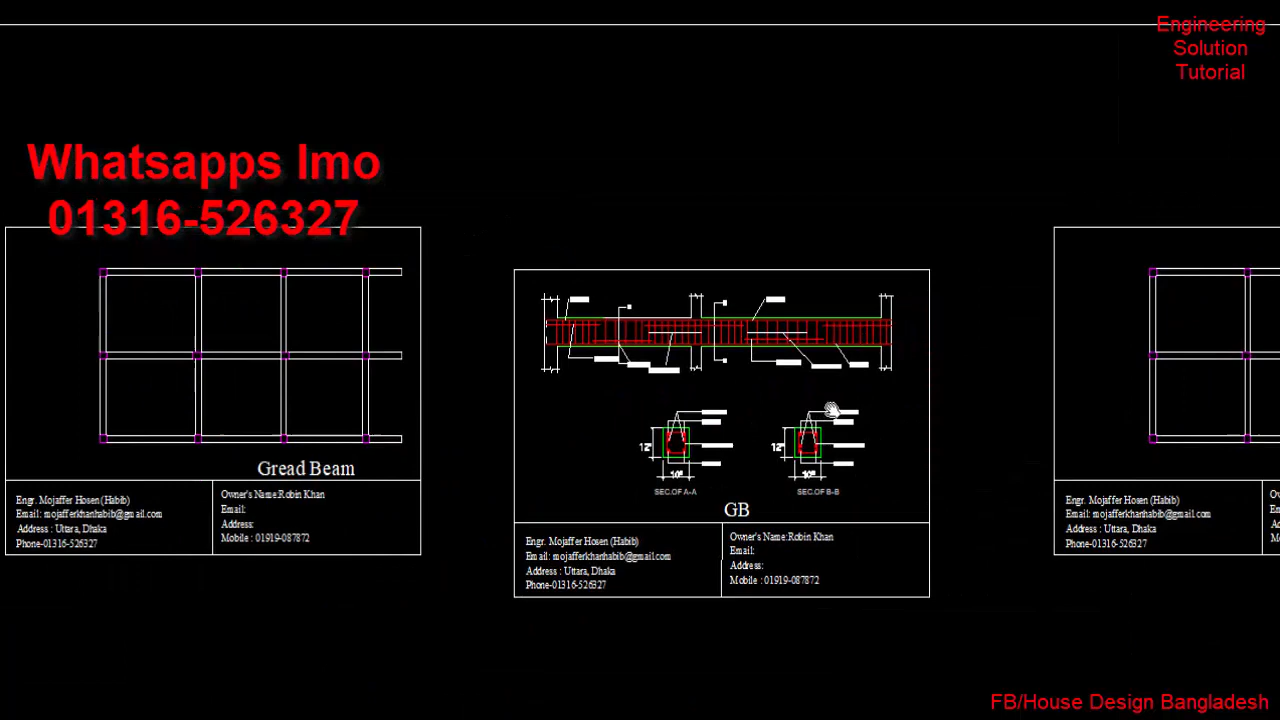 Engineering
Solution
Tutorial
Whatsapps Imo
01316-526327
Gread Beam
Engr. Mojaffer Hosen (Habib)
Email: mojafferkhanhabib@gmail.com
Address : Uttara, Dhaka
Phone-01316-526327
Owner's Name:Robin Khan
Email:
Address:
Mobile : 01919-087872
12"
10"
SEC.OF A-A
12"
10"
SEC.OF B-B
GB
Engr. Mojaffer Hosen (Habib)
Email: mojafferkhanhabib@gmail.com
Address : Uttara, Dhaka
Phone-01316-526327
Owner's Name:Robin Khan
Email:
Address:
Mobile : 01919-087872
Engr. Mojaffer Hosen (Habib)
Email: mojafferkhanhabib@gmail.com
Address : Uttara, Dhaka
Phone-01316-526327
FB/House Design Bangladesh